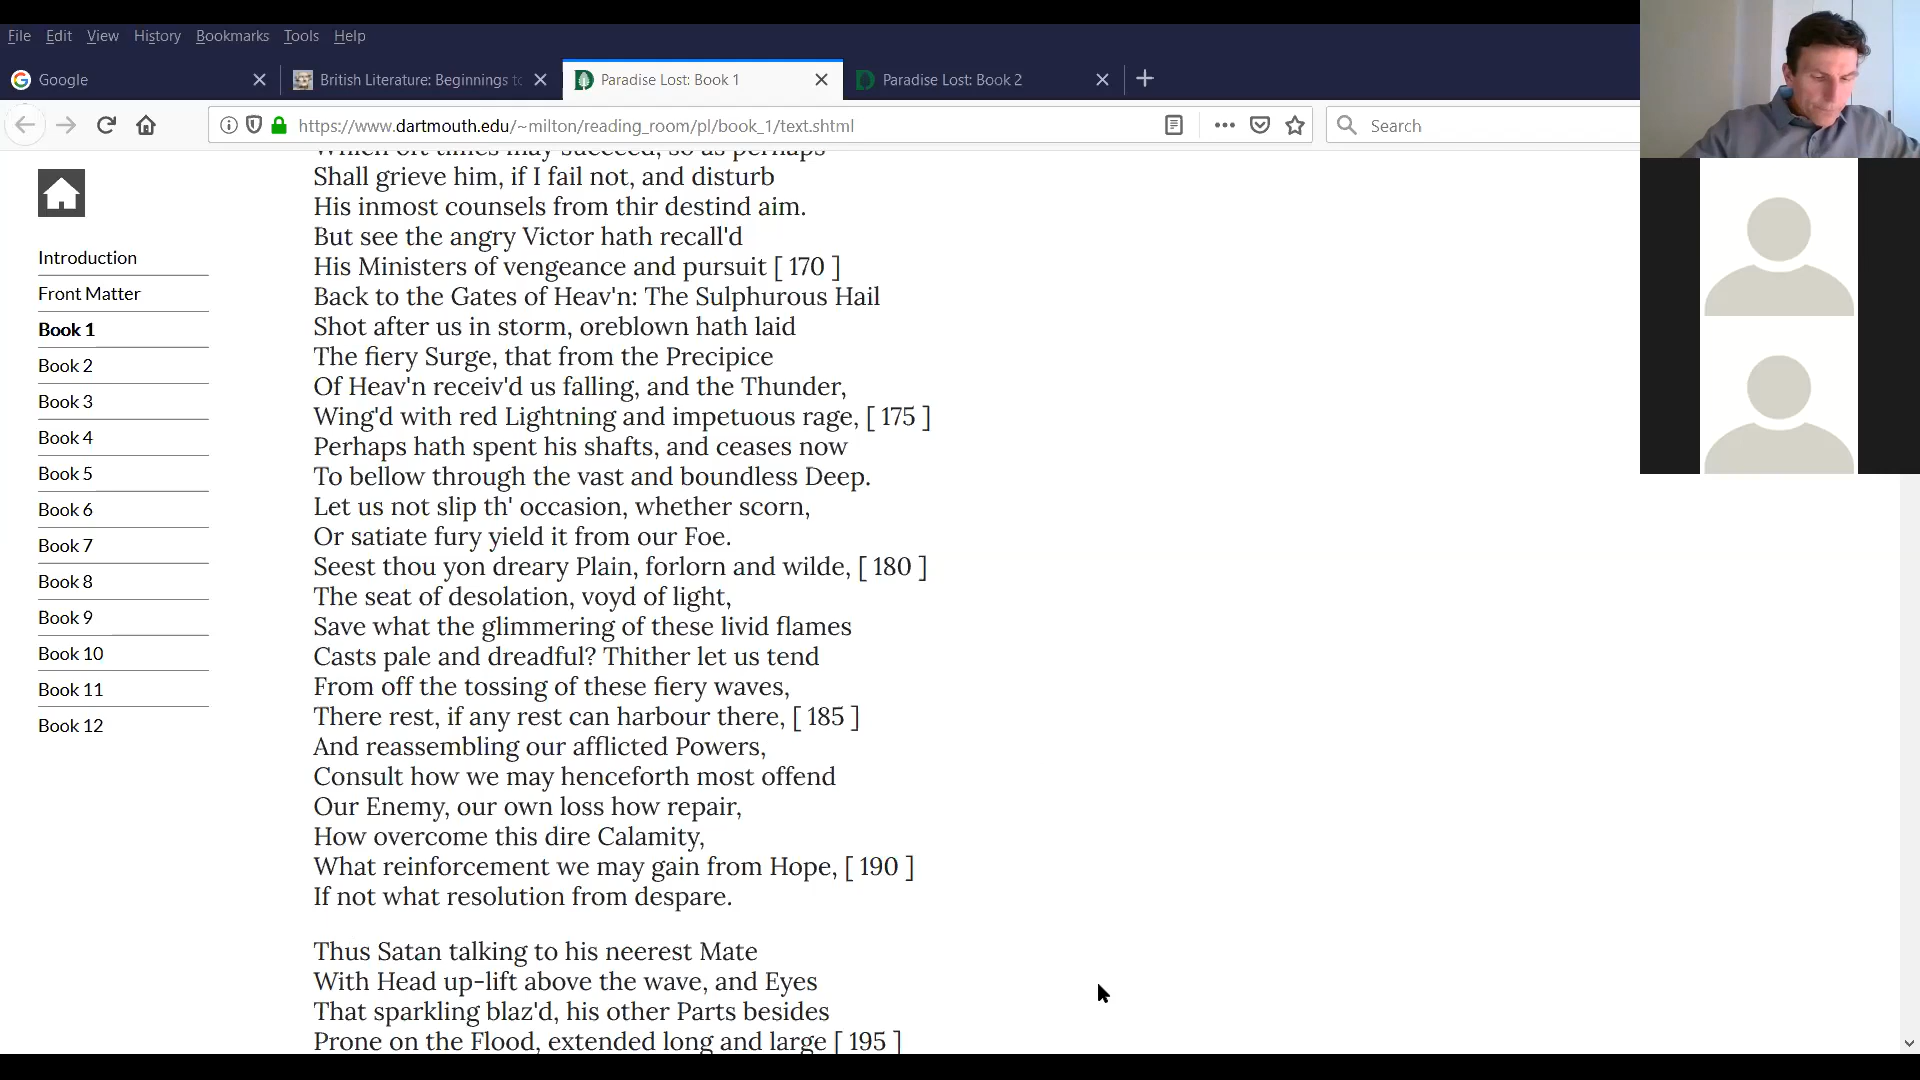 File Edit View History Bookmarks Tools Help
Google
British Literature: Beginnings to
Paradise Lost: Book 1
Paradise Lost: Book 2
https://www.dartmouth.edu/~milton/reading_room/pl/book_1/text.shtml
Search
Introduction
Front Matter
Book 1
Book 2
Book 3
Book 4
Book 5
Book 6
Book 7
Book 8
Book 9
Book 10
Book 11
Book 12
Which oft times may succeed, so as perhaps
Shall grieve him, if I fail not, and disturb
His inmost counsels from thir destind aim.
But see the angry Victor hath recall'd
His Ministers of vengeance and pursuit [ 170 ]
Back to the Gates of Heav'n: The Sulphurous Hail
Shot after us in storm, oreblown hath laid
The fiery Surge, that from the Precipice
Of Heav'n receiv'd us falling, and the Thunder,
Wing'd with red Lightning and impetuous rage, [ 175 ]
Perhaps hath spent his shafts, and ceases now
To bellow through the vast and boundless Deep.
Let us not slip th' occasion, whether scorn,
Or satiate fury yield it from our Foe.
Seest thou yon dreary Plain, forlorn and wilde, [ 180 ]
The seat of desolation, voyd of light,
Save what the glimmering of these livid flames
Casts pale and dreadful? Thither let us tend
From off the tossing of these fiery waves,
There rest, if any rest can harbour there, [ 185 ]
And reassembling our afflicted Powers,
Consult how we may henceforth most offend
Our Enemy, our own loss how repair,
How overcome this dire Calamity,
What reinforcement we may gain from Hope, [ 190 ]
If not what resolution from despare.
Thus Satan talking to his neerest Mate
With Head up-lift above the wave, and Eyes
That sparkling blaz'd, his other Parts besides
Prone on the Flood, extended long and large [ 195 ]